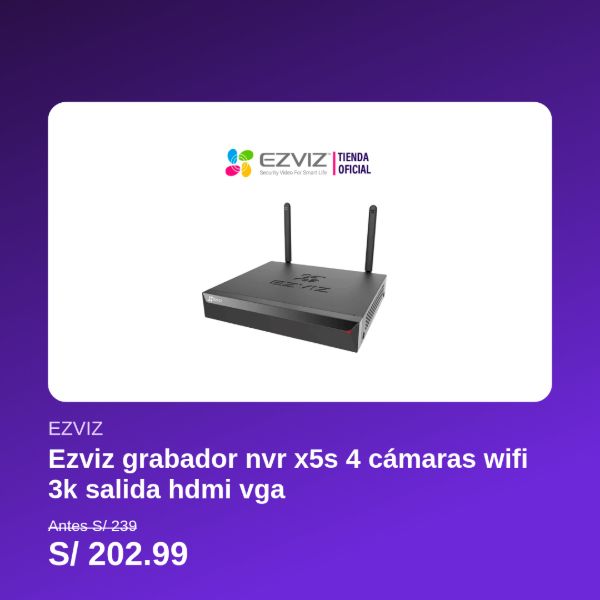 EZVIZ
Security Video For Smart Life
TIENDA
OFICIAL
EZVIZ
EZVIZ
Ezviz grabador nvr x5s 4 cámaras wifi
3k salida hdmi vga
Antes S/ 239
S/ 202.99